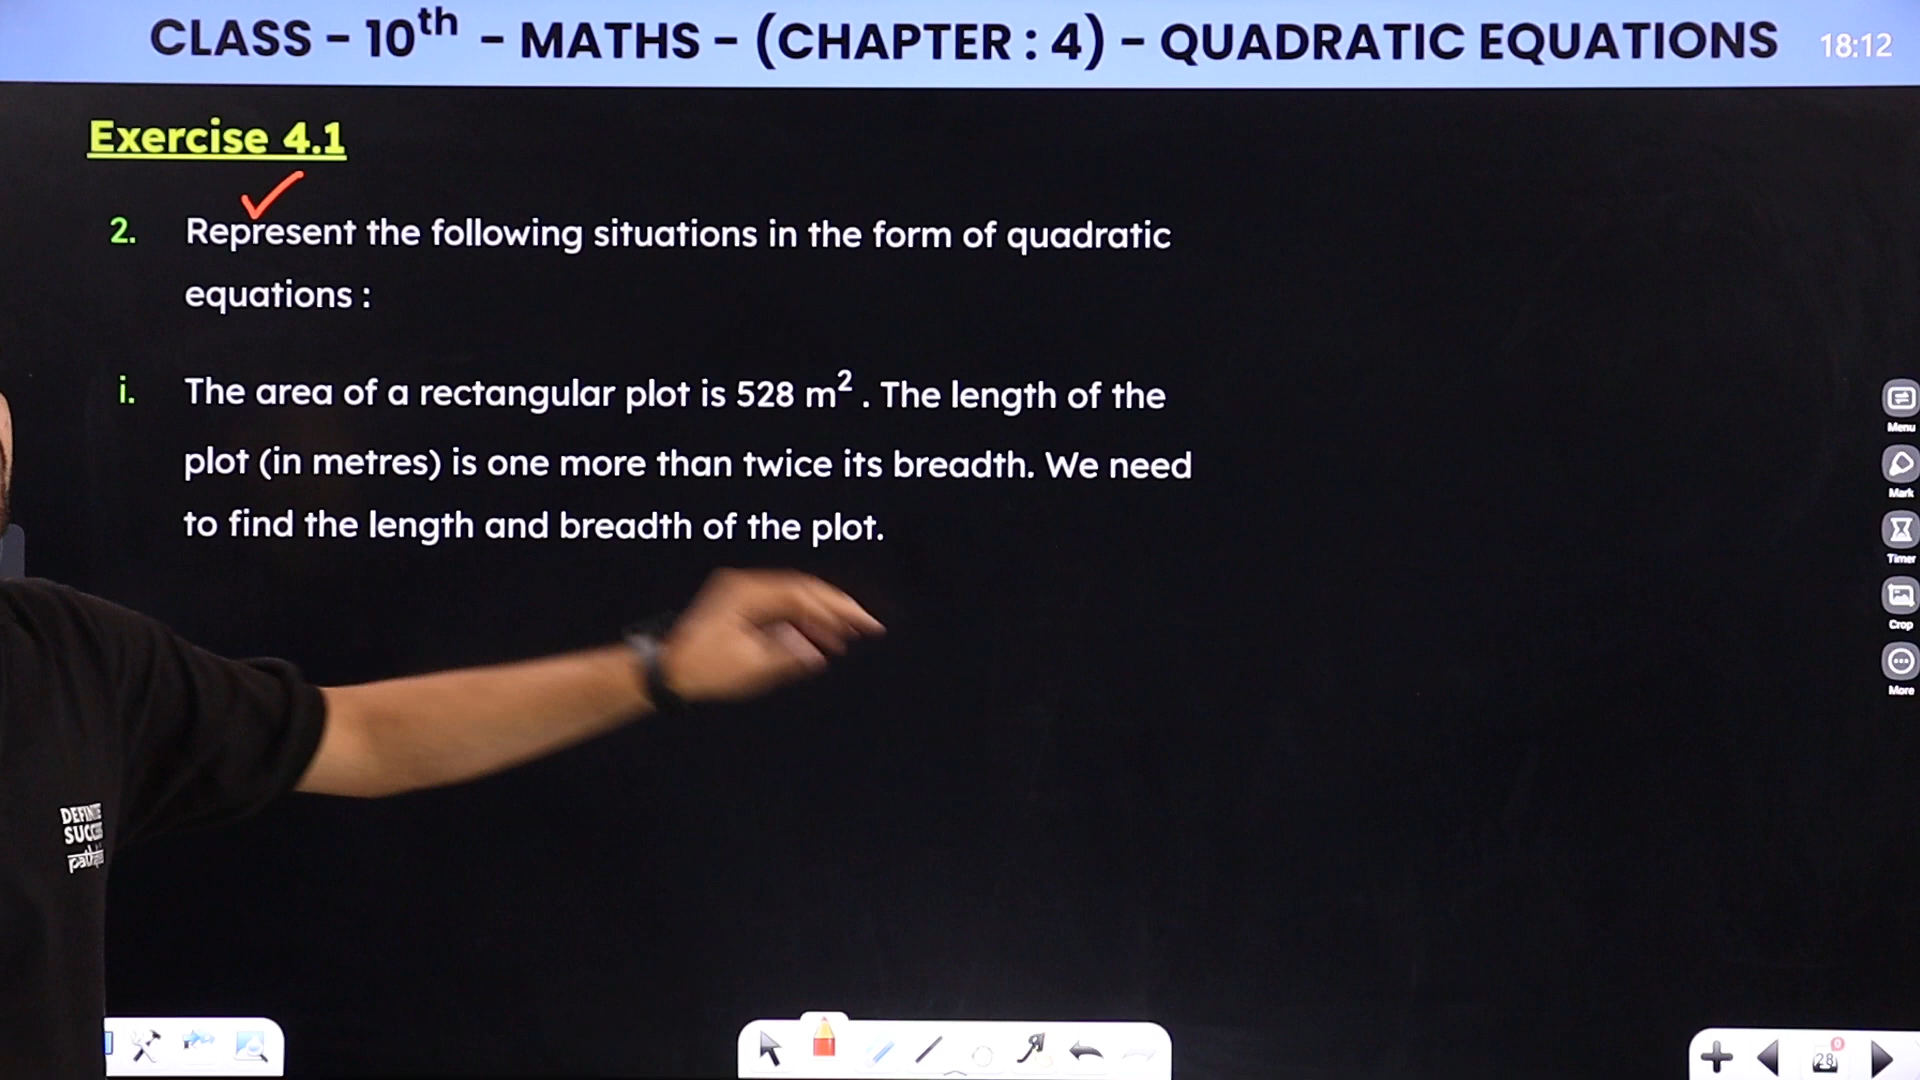 CLASS - 10th - MATHS - (CHAPTER : 4) - QUADRATIC EQUATIONS
18:12
Exercise 4.1
2. Represent the following situations in the form of quadratic
equations :
i. The area of a rectangular plot is 528 m² . The length of the
plot (in metres) is one more than twice its breadth. We need
to find the length and breadth of the plot.
Menu
Mark
Timer
Crop
More
28
0